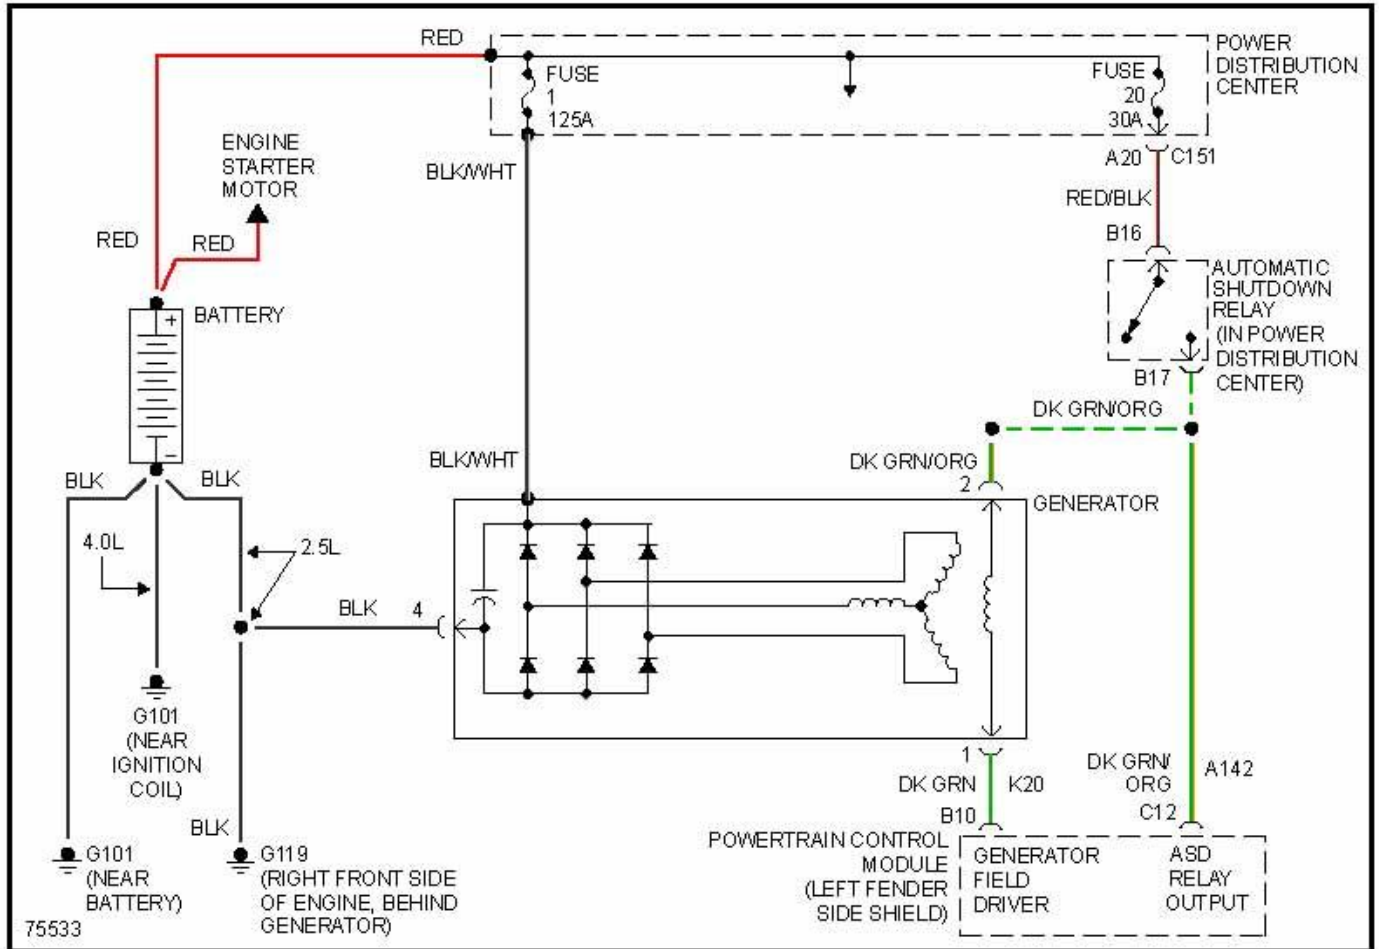 RED
POWER
DISTRIBUTION
CENTER
FUSE
1
125A
FUSE
20
30A
ENGINE
STARTER
MOTOR
BLK/WHT
A20
C151
RED/BLK
RED
RED
B16
AUTOMATIC
SHUTDOWN
RELAY
(IN POWER
DISTRIBUTION
CENTER)
+
BATTERY
B17
DK GRN/ORG
–
BLK
BLK
BLK/WHT
DK GRN/ORG
2
GENERATOR
4.0L
2.5L
BLK
4
G101
(NEAR
IGNITION
COIL)
1
DK GRN
K20
B10
DK GRN/
ORG
A142
C12
BLK
G101
(NEAR
BATTERY)
G119
(RIGHT FRONT SIDE
OF ENGINE, BEHIND
GENERATOR)
POWERTRAIN CONTROL
MODULE
(LEFT FENDER
SIDE SHIELD)
GENERATOR
FIELD
DRIVER
ASD
RELAY
OUTPUT
75533